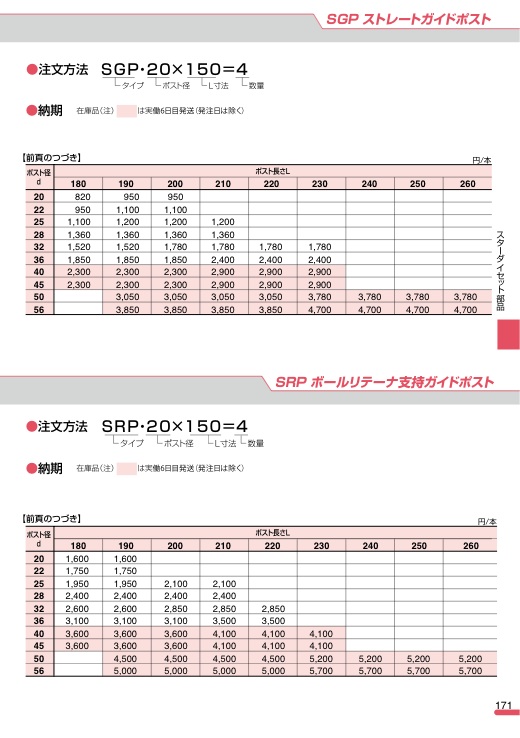 SGP ストレートガイドポスト
●注文方法 SGP・20×150=4
タイプ ポスト径 L寸法 数量
●納期 在庫品（注） は実働6日目発送（発注日は除く）
【前頁のつづき】 円/本
ポスト径 d ポスト長さL
180 190 200 210 220 230 240 250 260
20 820 950 950
22 950 1,100 1,100
25 1,100 1,200 1,200 1,200
28 1,360 1,360 1,360 1,360
32 1,520 1,520 1,780 1,780 1,780 1,780
36 1,850 1,850 1,850 2,400 2,400 2,400
40 2,300 2,300 2,300 2,900 2,900 2,900
45 2,300 2,300 2,300 2,900 2,900 2,900
50 3,050 3,050 3,050 3,050 3,780 3,780 3,780 3,780
56 3,850 3,850 3,850 3,850 4,700 4,700 4,700 4,700
スターダイセット部品
SRP ボールリテーナ支持ガイドポスト
●注文方法 SRP・20×150=4
タイプ ポスト径 L寸法 数量
●納期 在庫品（注） は実働6日目発送（発注日は除く）
【前頁のつづき】 円/本
ポスト径 d ポスト長さL
180 190 200 210 220 230 240 250 260
20 1,600 1,600
22 1,750 1,750
25 1,950 1,950 2,100 2,100
28 2,400 2,400 2,400 2,400
32 2,600 2,600 2,850 2,850 2,850
36 3,100 3,100 3,100 3,500 3,500
40 3,600 3,600 3,600 4,100 4,100 4,100
45 3,600 3,600 3,600 4,100 4,100 4,100
50 4,500 4,500 4,500 4,500 5,200 5,200 5,200 5,200
56 5,000 5,000 5,000 5,000 5,700 5,700 5,700 5,700
171